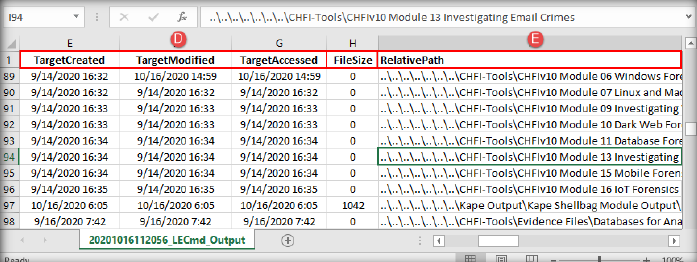 I94 fx ..\..\..\..\..\..\CHFI-Tools\CHFIv10 Module 13 Investigating Email Crimes
D E
E F G H I
1 TargetCreated TargetModified TargetAccessed FileSize RelativePath
89 9/14/2020 16:32 10/16/2020 14:59 10/16/2020 14:59 0 ..\..\..\..\..\..\CHFI-Tools\CHFIv10 Module 06 Windows Fore
90 9/14/2020 16:32 9/14/2020 16:32 9/14/2020 16:32 0 ..\..\..\..\..\..\CHFI-Tools\CHFIv10 Module 07 Linux and Mac
91 9/14/2020 16:33 9/14/2020 16:33 9/14/2020 16:33 0 ..\..\..\..\..\..\CHFI-Tools\CHFIv10 Module 09 Investigating
92 9/14/2020 16:33 9/14/2020 16:33 9/14/2020 16:33 0 ..\..\..\..\..\..\CHFI-Tools\CHFIv10 Module 10 Dark Web For
93 9/14/2020 16:34 9/14/2020 16:34 9/14/2020 16:34 0 ..\..\..\..\..\..\CHFI-Tools\CHFIv10 Module 11 Database Fore
94 9/14/2020 16:34 9/14/2020 16:34 9/14/2020 16:34 0 ..\..\..\..\..\..\CHFI-Tools\CHFIv10 Module 13 Investigating
95 9/14/2020 16:34 9/14/2020 16:34 9/14/2020 16:34 0 ..\..\..\..\..\..\CHFI-Tools\CHFIv10 Module 15 Mobile Foren
96 9/14/2020 16:35 9/14/2020 16:35 9/14/2020 16:35 0 ..\..\..\..\..\..\CHFI-Tools\CHFIv10 Module 16 IoT Forensics
97 10/16/2020 6:05 10/16/2020 6:05 10/16/2020 6:05 1042 ..\..\..\..\..\..\Kape Output\Kape Shellbag Module Output\
98 9/16/2020 7:42 9/16/2020 7:42 9/16/2020 7:42 0 ..\..\..\..\..\..\CHFI-Tools\Evidence Files\Databases for Ana
20201016112056_LECmd_Output
Ready 100%